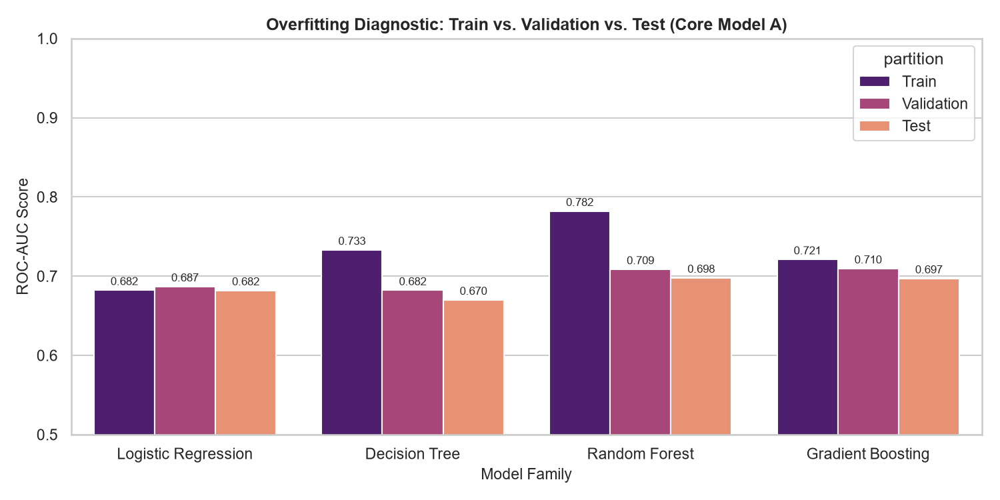 Overfitting Diagnostic: Train vs. Validation vs. Test (Core Model A)
partition
Train
Validation
Test
ROC-AUC Score
1.0
0.9
0.8
0.7
0.6
0.5
0.682
0.687
0.682
0.733
0.682
0.670
0.782
0.709
0.698
0.721
0.710
0.697
Logistic Regression
Decision Tree
Random Forest
Gradient Boosting
Model Family